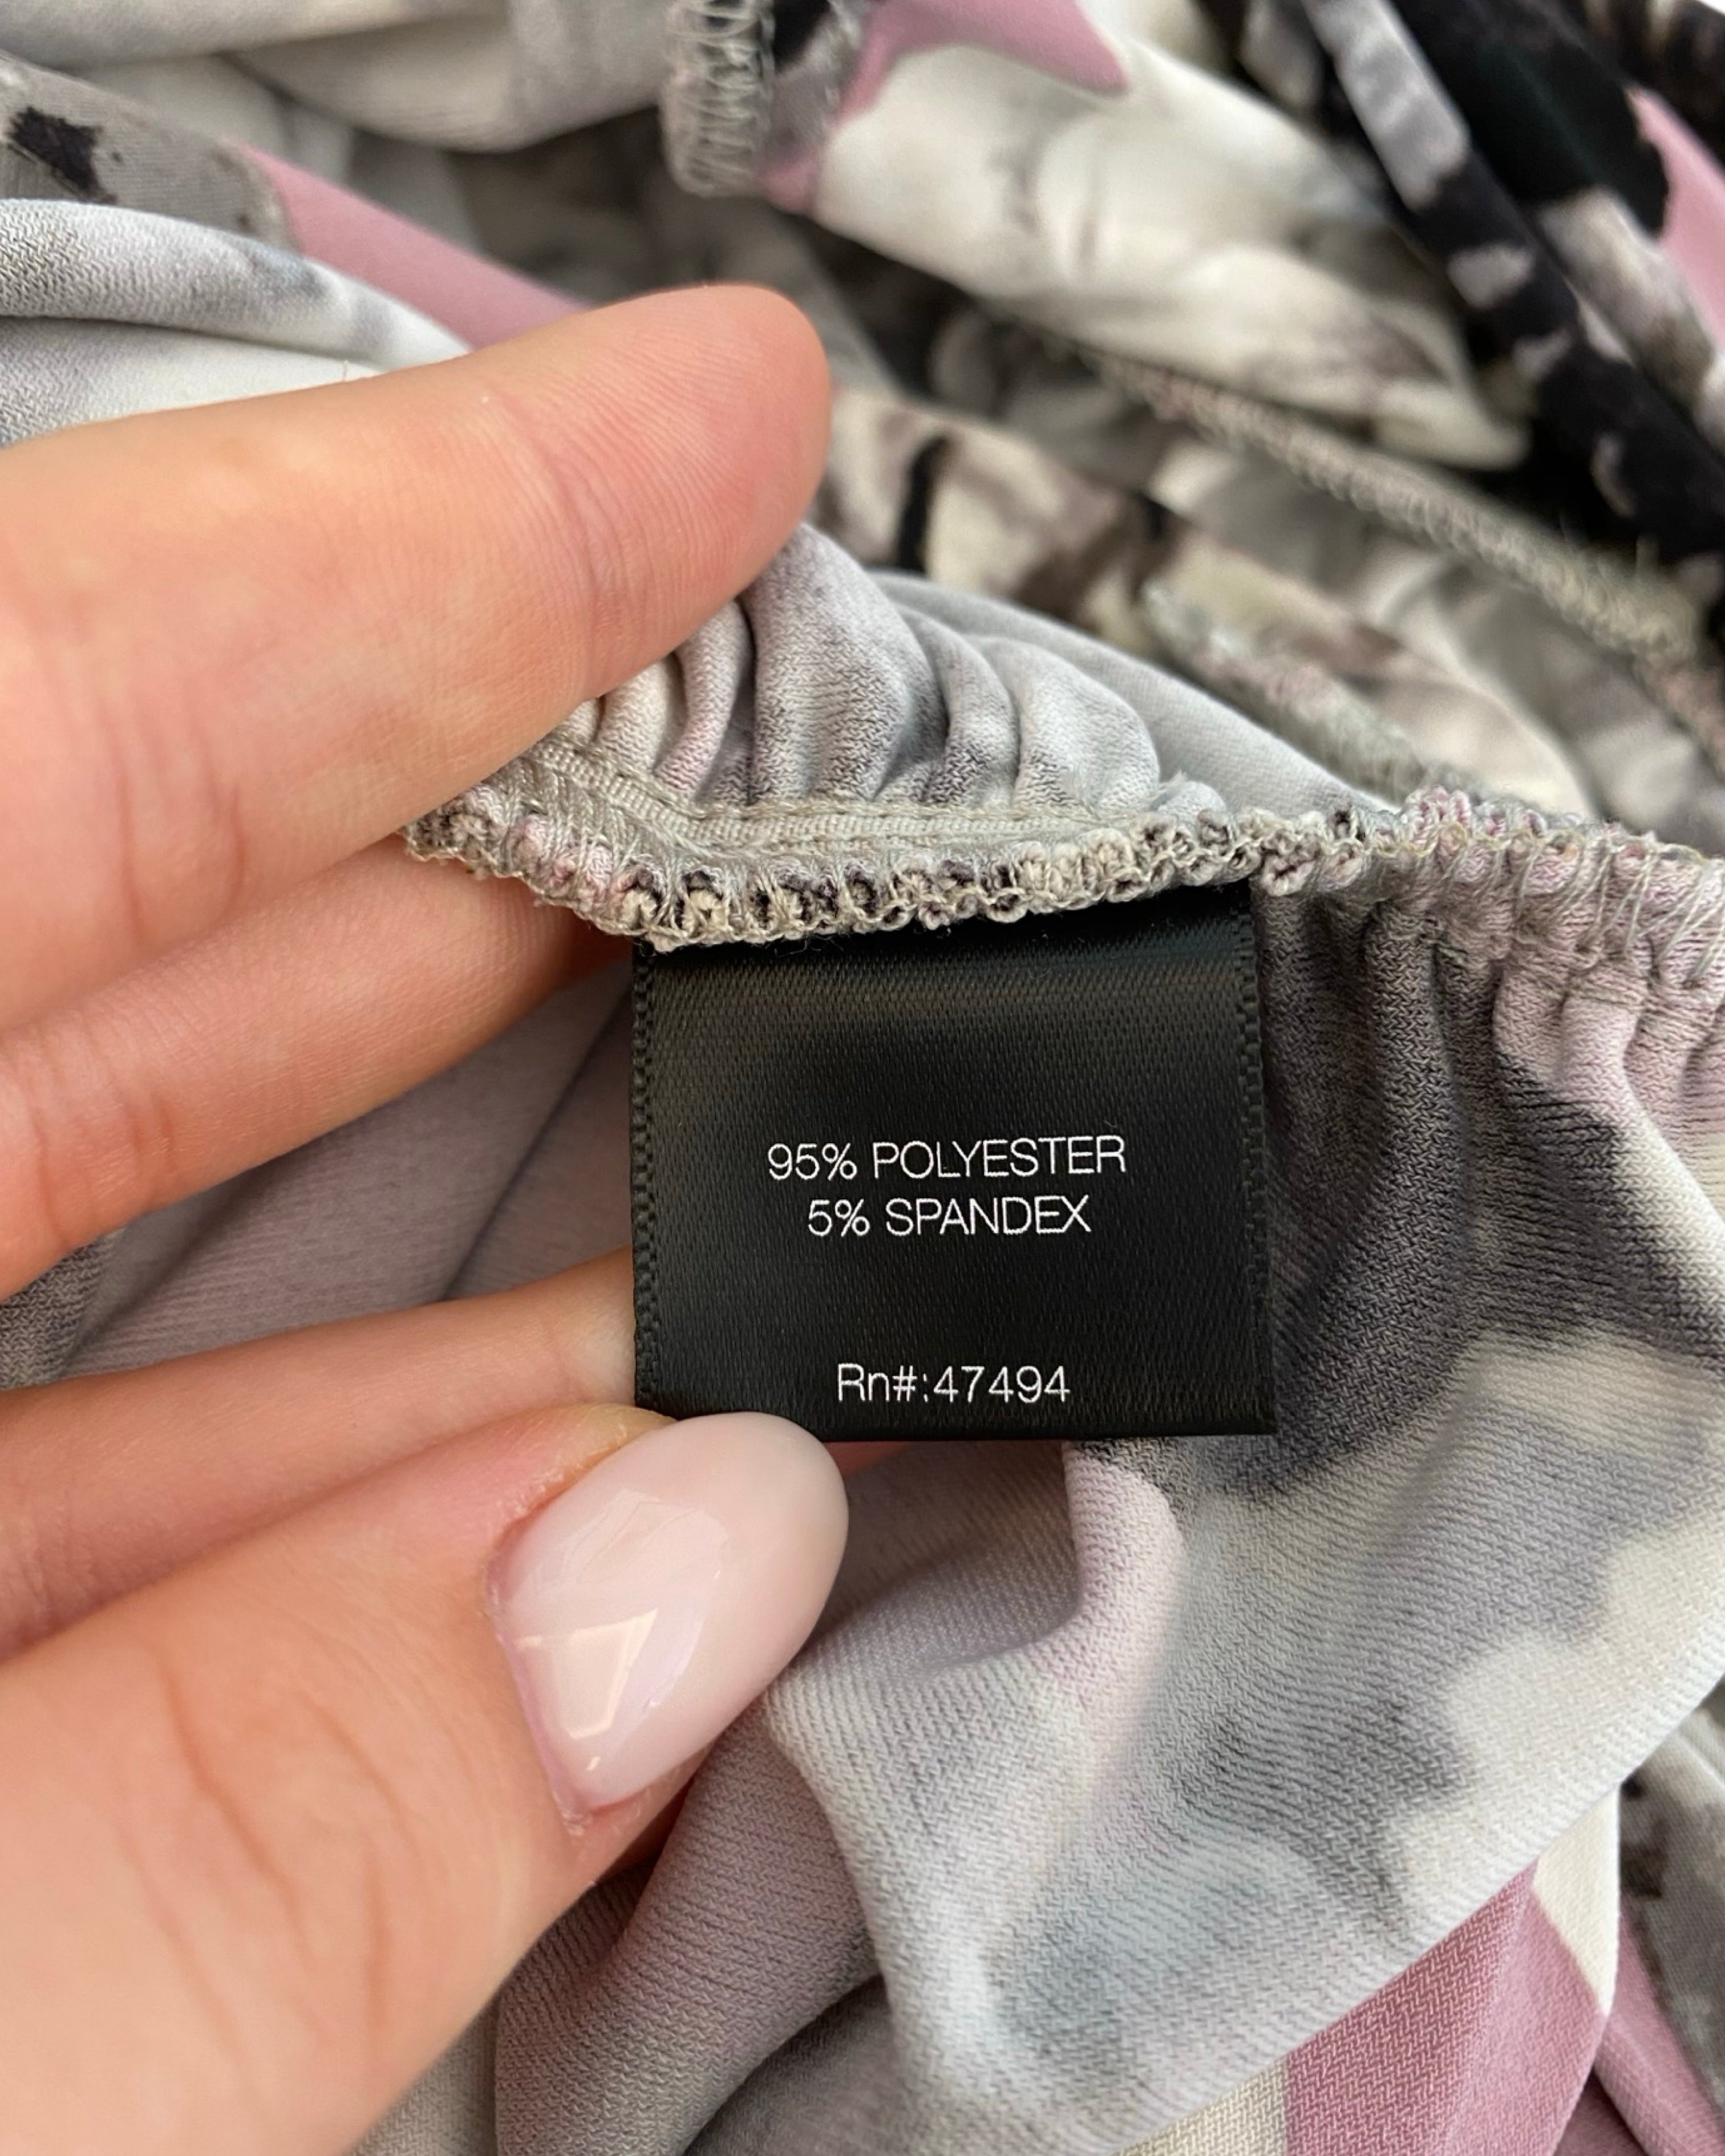 95% POLYESTER
5% SPANDEX
Rn#:47494